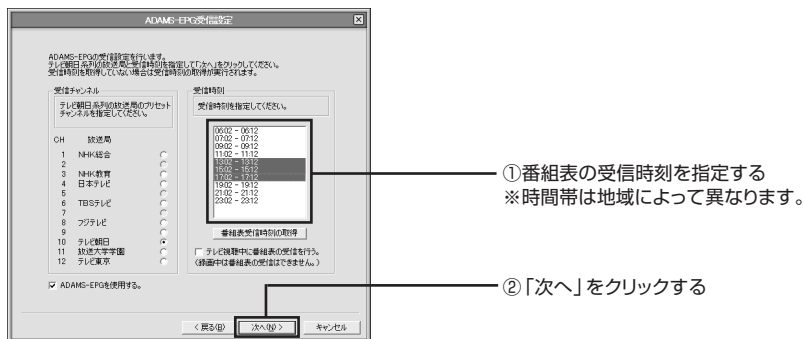 ADAMS-EPG受信設定
ADAMS-EPGの受信設定を行います。
テレビ朝日系列の放送局と受信時刻を指定して「次へ」をクリックしてください。
受信時刻を取得していない場合は受信時刻の取得が実行されます。
受信チャンネル
テレビ朝日系列の放送局のプリセット
チャンネルを指定してください。
CH 放送局
1 NHK総合
2
3 NHK教育
4 日本テレビ
5
6 TBSテレビ
7
8 フジテレビ
9
10 テレビ朝日
11 放送大学学園
12 テレビ東京
ADAMS-EPGを使用する。
受信時刻
受信時刻を指定してください。
06:02 - 06:12
07:02 - 07:12
09:02 - 09:12
11:02 - 11:12
13:02 - 13:12
15:02 - 15:12
17:02 - 17:12
19:02 - 19:12
21:02 - 21:12
23:02 - 23:12
番組表受信時刻の取得
テレビ視聴中に番組表の受信を行う。
(録画中は番組表の受信はできません。)
< 戻る(B)
次へ(N) >
キャンセル
①番組表の受信時刻を指定する
※時間帯は地域によって異なります。
②「次へ」をクリックする